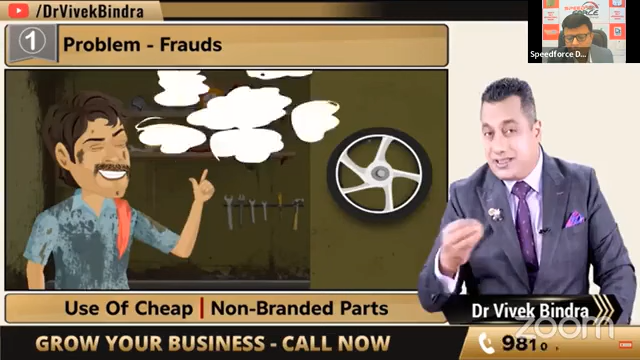 /DrVivekBindra
1 Problem - Frauds
Speedforce D...
Use Of Cheap | Non-Branded Parts
Dr Vivek Bindra
zoom
GROW YOUR BUSINESS - CALL NOW
9810